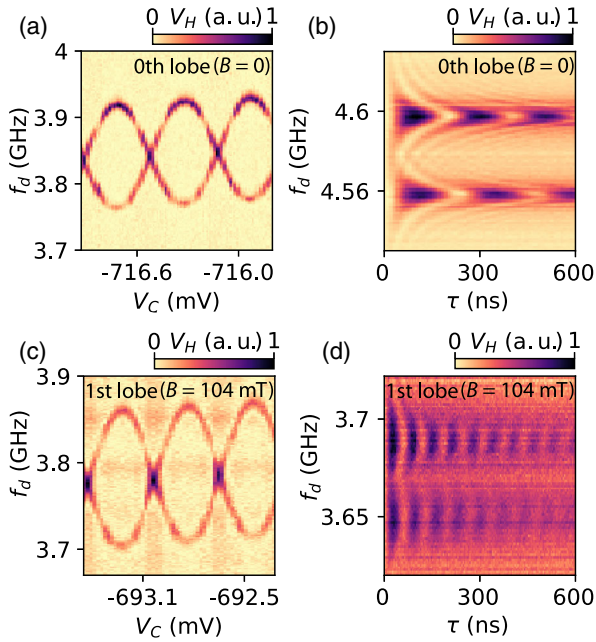 (a)
0 V_H (a. u.) 1
0th lobe (B = 0)
4
3.9
3.8
3.7
f_d (GHz)
-716.6
-716.0
V_C (mV)
(b)
0 V_H (a. u.) 1
0th lobe (B = 0)
4.6
4.56
f_d (GHz)
0
300
600
τ (ns)
(c)
0 V_H (a. u.) 1
1st lobe (B = 104 mT)
3.9
3.8
3.7
f_d (GHz)
-693.1
-692.5
V_C (mV)
(d)
0 V_H (a. u.) 1
1st lobe (B = 104 mT)
3.7
3.65
f_d (GHz)
0
300
600
τ (ns)